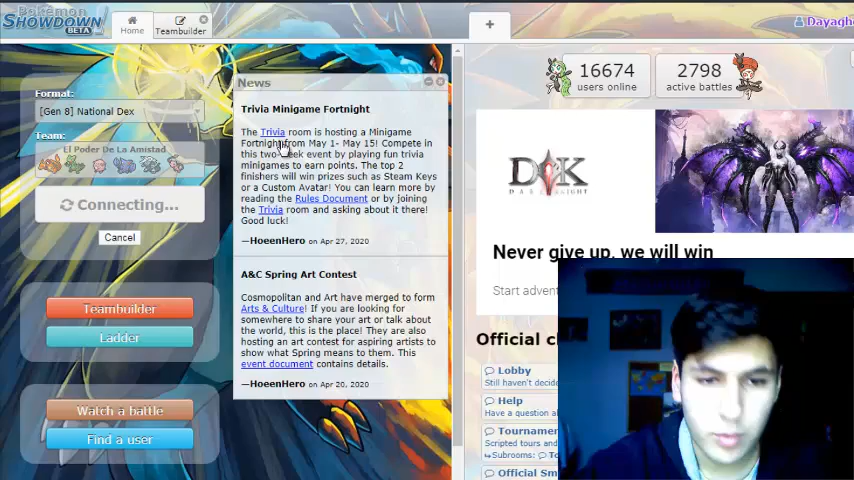 Pokémon
SHOWDOWN
BETA
Home
Teambuilder
+
Dayagh
Format:
[Gen 8] National Dex
Team:
El Poder De La Amistad
Connecting...
Cancel
Teambuilder
Ladder
Watch a battle
Find a user
News
Trivia Minigame Fortnight
The Trivia room is hosting a Minigame
Fortnight from May 1- May 15! Compete in
this two-week event by playing fun trivia
minigames to earn points. The top 2
finishers will win prizes such as Steam Keys
or a Custom Avatar! You can learn more by
reading the Rules Document or by joining
the Trivia room and asking about it there!
Good luck!
—HoeenHero on Apr 27, 2020
A&C Spring Art Contest
Cosmopolitan and Art have merged to form
Arts & Culture! If you are looking for
somewhere to share your art or talk about
the world, this is the place! They are also
hosting an art contest for aspiring artists to
show what Spring means to them. This
event document contains details.
—HoeenHero on Apr 20, 2020
16674
users online
2798
active battles
Never give up, we will win
Start adven
Official c
Lobby
Still haven't decide
Help
Have a question a
Tournamen
Scripted tours and
Subrooms:
Official Sm